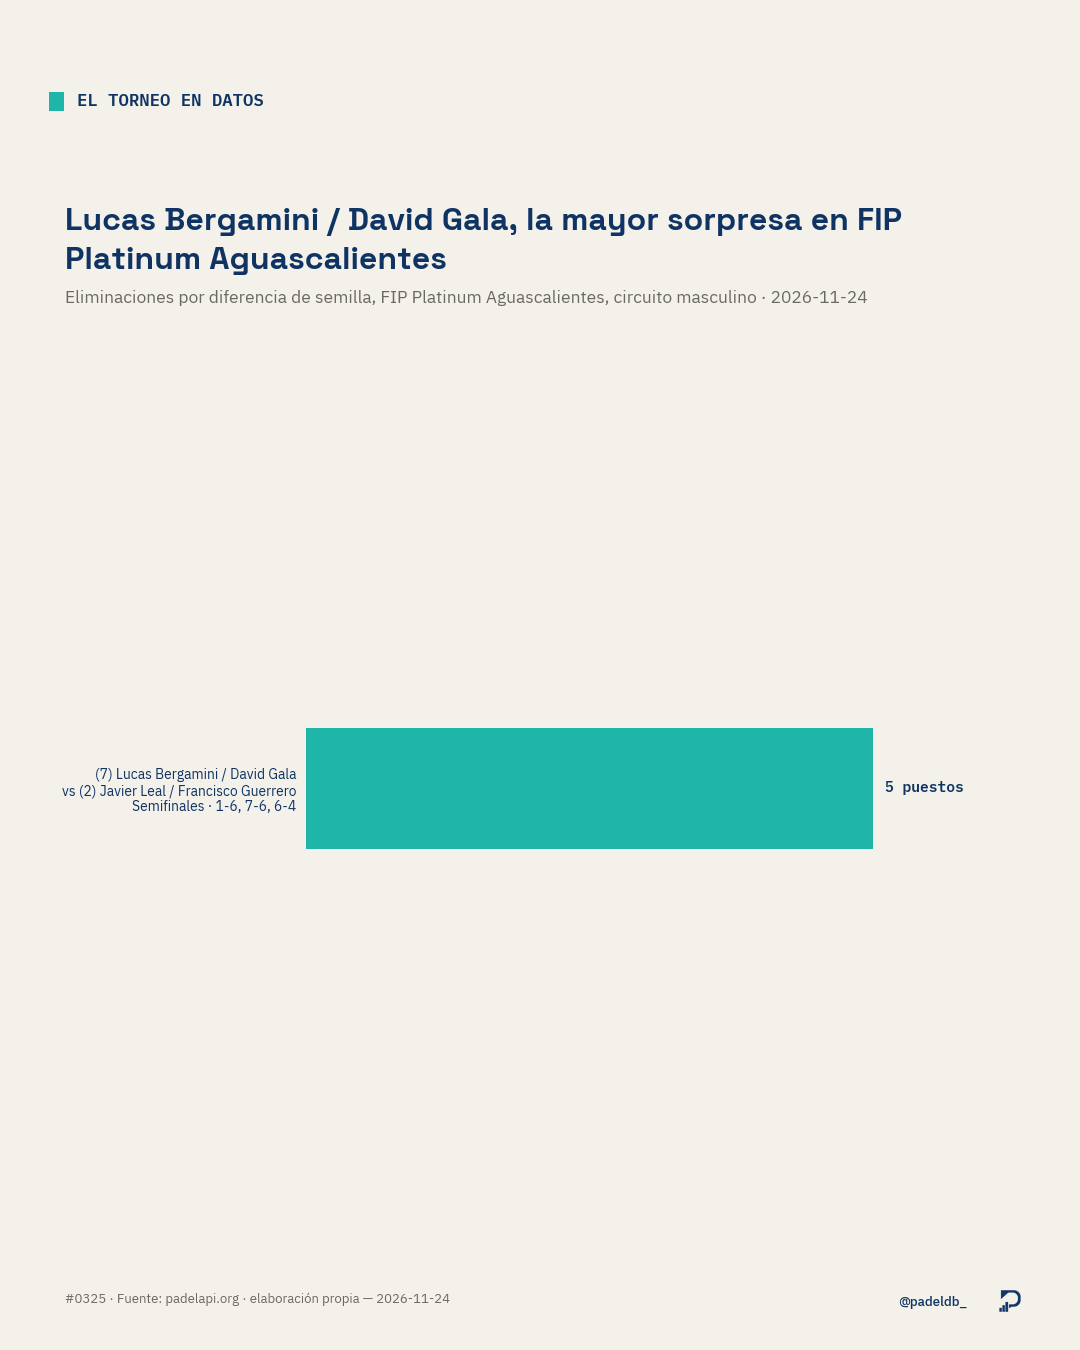 EL TORNEO EN DATOS
Lucas Bergamini / David Gala, la mayor sorpresa en FIP
Platinum Aguascalientes
Eliminaciones por diferencia de semilla, FIP Platinum Aguascalientes, circuito masculino · 2026-11-24
(7) Lucas Bergamini / David Gala
vs (2) Javier Leal / Francisco Guerrero
Semifinales · 1-6, 7-6, 6-4
5 puestos
#0325 · Fuente: padelapi.org · elaboración propia — 2026-11-24
@padeldb_